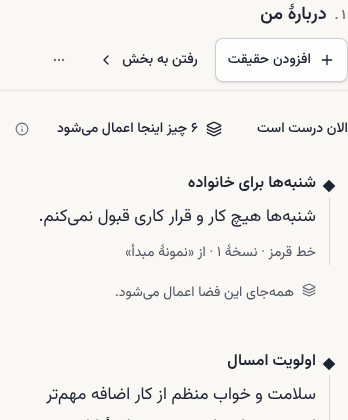 ۱. دربارهٔ من
+ افزودن حقیقت رفتن به بخش ...
الان درست است ۶ چیز اینجا اعمال می‌شود
شنبه‌ها برای خانواده
شنبه‌ها هیچ کار و قرار کاری قبول نمی‌کنم.
خط قرمز · نسخهٔ ۱ · از «نمونهٔ مبدأ»
همه‌جای این فضا اعمال می‌شود.
اولویت امسال
سلامت و خواب منظم از کار اضافه مهم‌تر